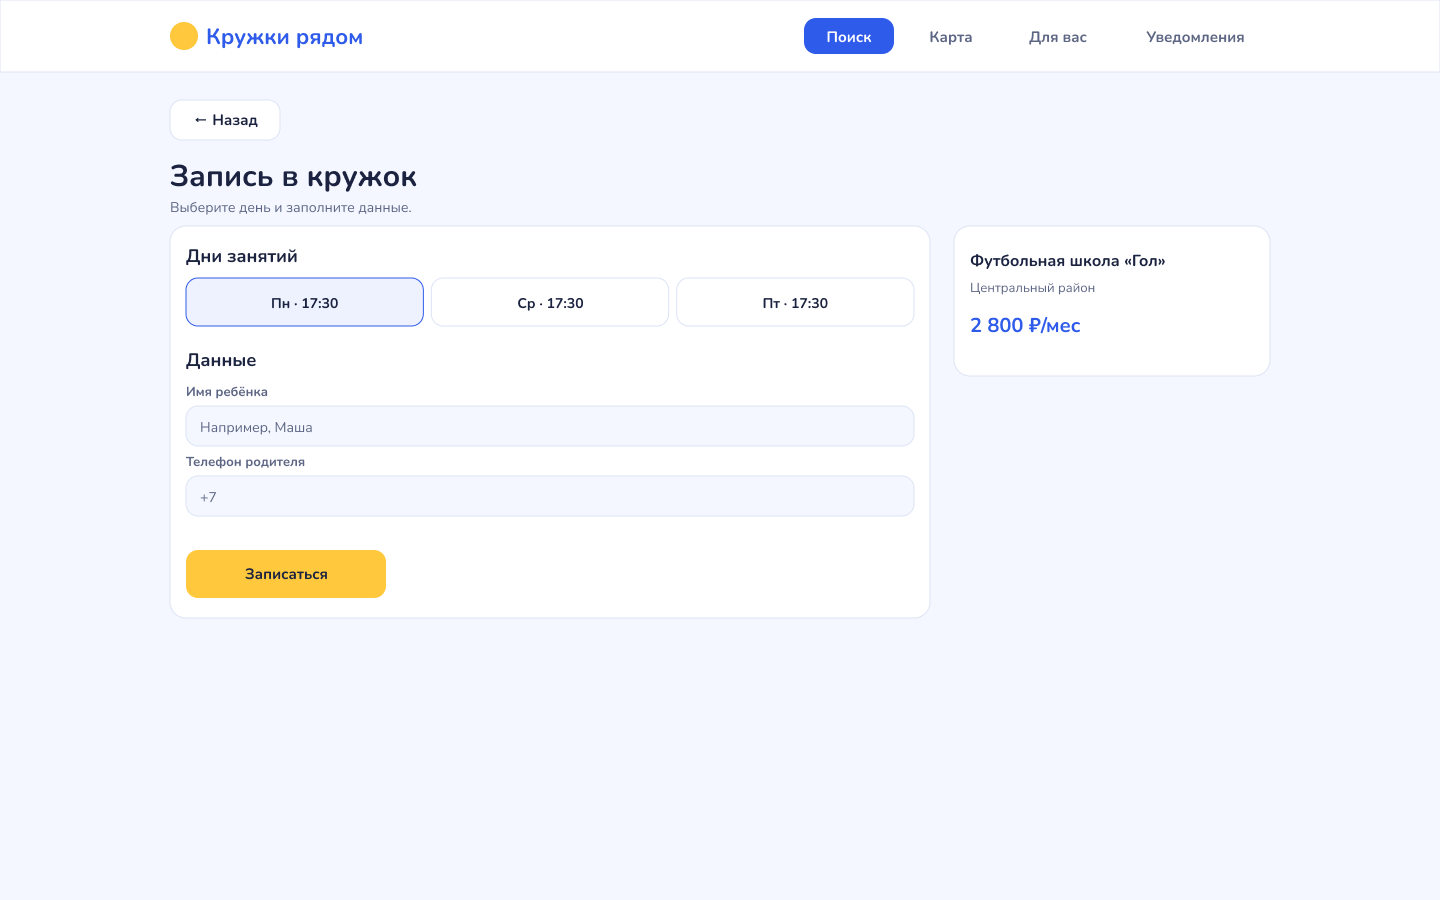 Кружки рядом
Поиск
Карта
Для вас
Уведомления
← Назад
Запись в кружок
Выберите день и заполните данные.
Дни занятий
Пн · 17:30
Ср · 17:30
Пт · 17:30
Данные
Имя ребёнка
Например, Маша
Телефон родителя
+7
Записаться
Футбольная школа «Гол»
Центральный район
2 800 ₽/мес